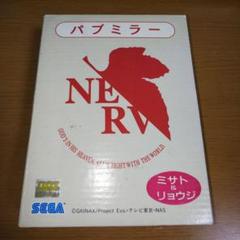 パブミラー
NERV
GOD'S IN HIS HEAVEN. ALL'S RIGHT WITH THE WORLD.
ミサト
&
リョウジ
SEGA
©GAINAX/Project Eva.・テレビ東京・NAS